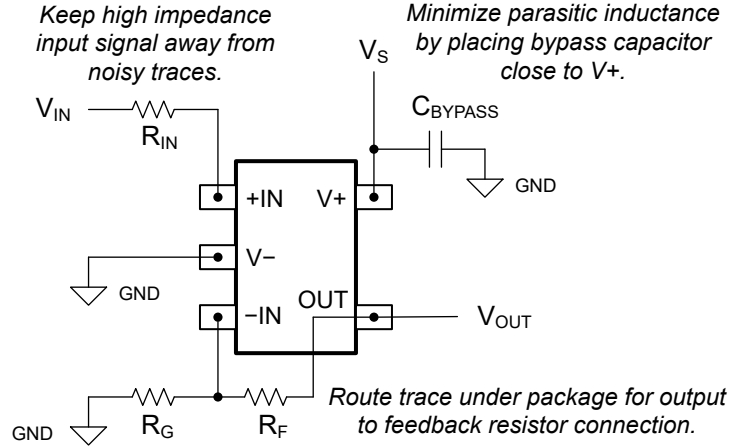 Keep high impedance
input signal away from
noisy traces.
Minimize parasitic inductance
by placing bypass capacitor
close to V+.
VS
CBYPASS
GND
VIN
RIN
+IN
V+
V−
GND
OUT
−IN
VOUT
GND
RG
RF
Route trace under package for output
to feedback resistor connection.